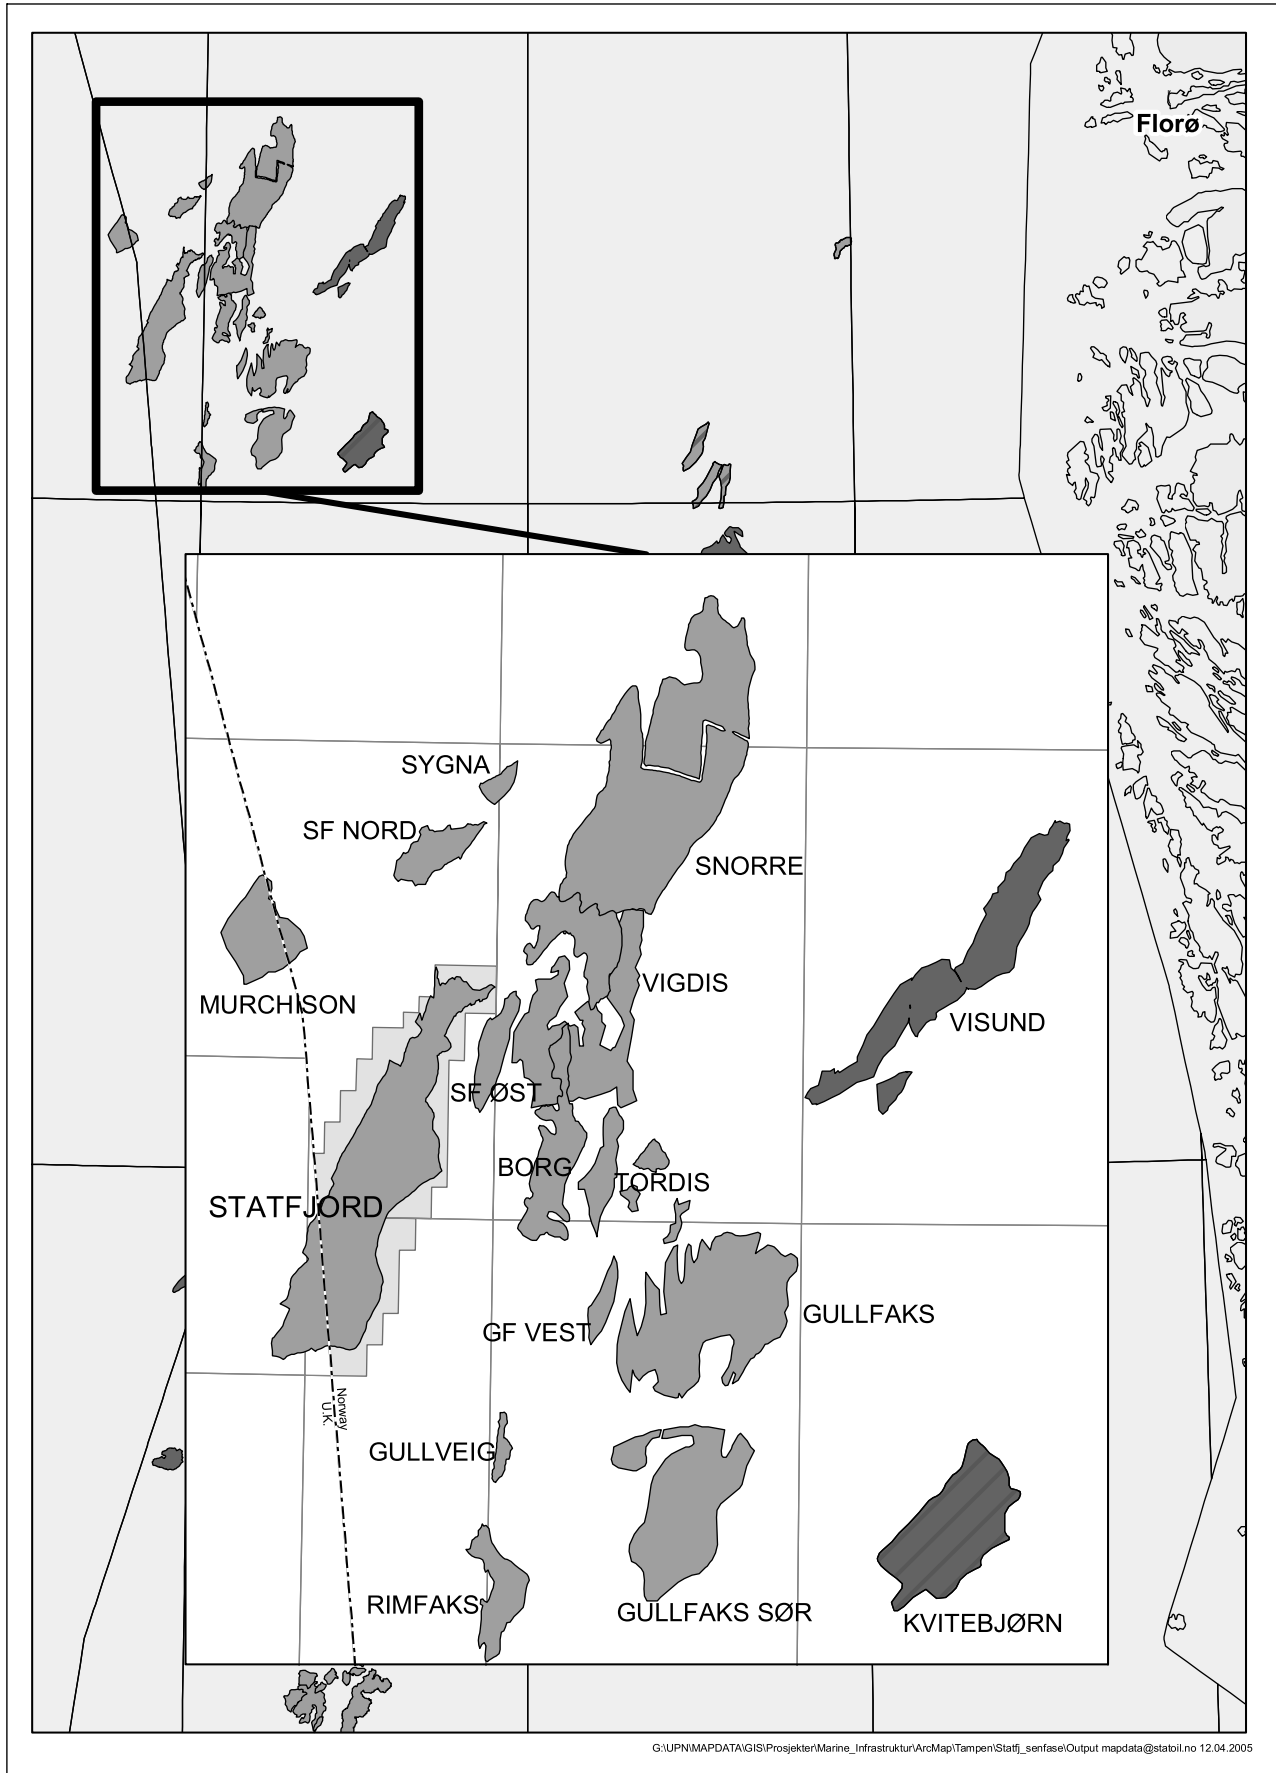 Florø
SYGNA
SF NORD
SNORRE
MURCHISON
VIGDIS
VISUND
SF ØST
BORG
TORDIS
STATFJORD
GF VEST
GULLFAKS
Norway
U.K.
GULLVEIG
RIMFAKS
GULLFAKS SØR
KVITEBJØRN
G:\UPN\MAPDATA\GIS\Prosjekter\Marine_Infrastruktur\ArcMap\Tampen\Statfj_senfase\Output mapdata@statoil.no 12.04.2005